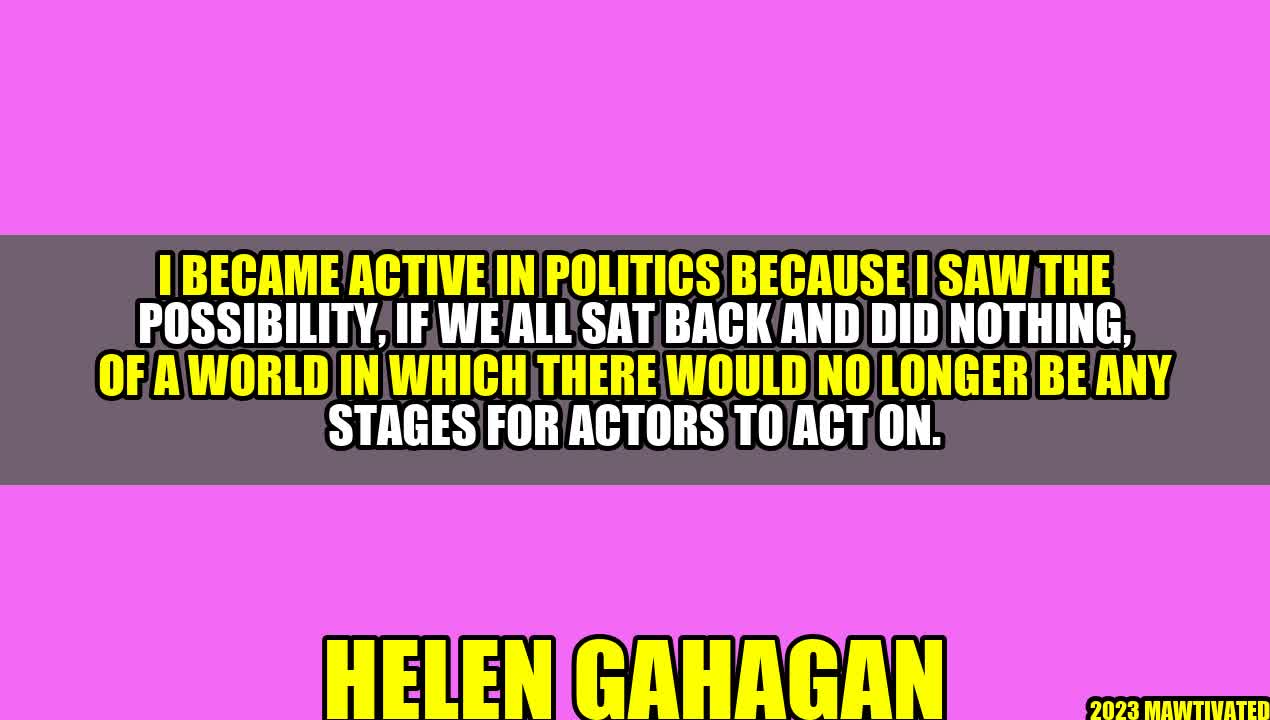 I BECAME ACTIVE IN POLITICS BECAUSE I SAW THE
POSSIBILITY, IF WE ALL SAT BACK AND DID NOTHING,
OF A WORLD IN WHICH THERE WOULD NO LONGER BE ANY
STAGES FOR ACTORS TO ACT ON.
HELEN GAHAGAN
2023 MAWTIVATED